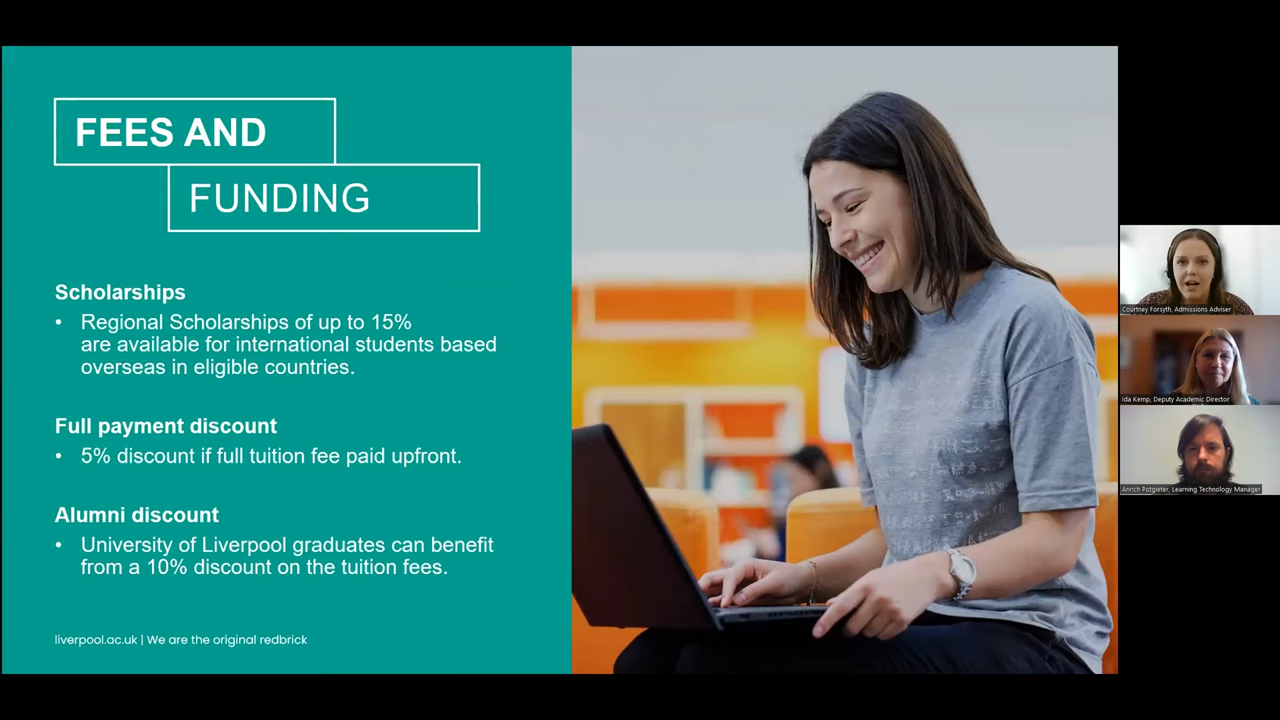 FEES AND
FUNDING
Scholarships
• Regional Scholarships of up to 15%
are available for international students based
overseas in eligible countries.
Full payment discount
• 5% discount if full tuition fee paid upfront.
Alumni discount
• University of Liverpool graduates can benefit
from a 10% discount on the tuition fees.
liverpool.ac.uk | We are the original redbrick
Courtney Forsyth, Admissions Adviser
Ida Kemp, Deputy Academic Director
Anrich Potgieter, Learning Technology Manager